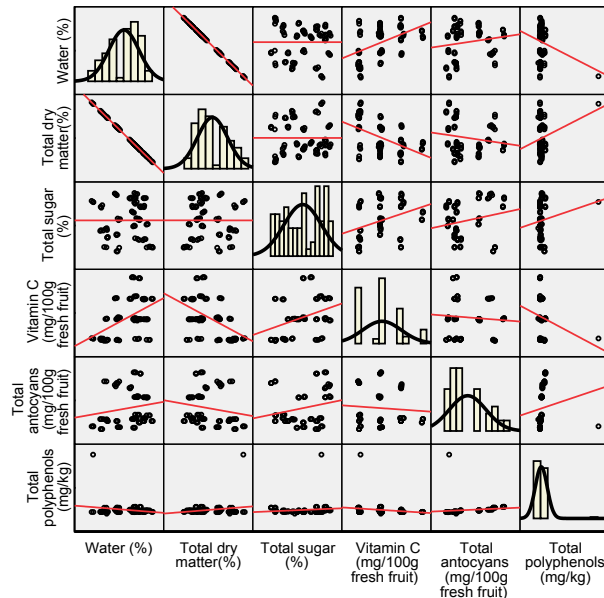 Water (%)
Total dry
matter(%)
Total sugar
(%)
Vitamin C
(mg/100g
fresh fruit)
Total
antocyans
(mg/100g
fresh fruit)
Total
polyphenols
(mg/kg)
Water (%)
Total dry
matter(%)
Total sugar
(%)
Vitamin C
(mg/100g
fresh fruit)
Total
antocyans
(mg/100g
fresh fruit)
Total
polyphenols
(mg/kg)